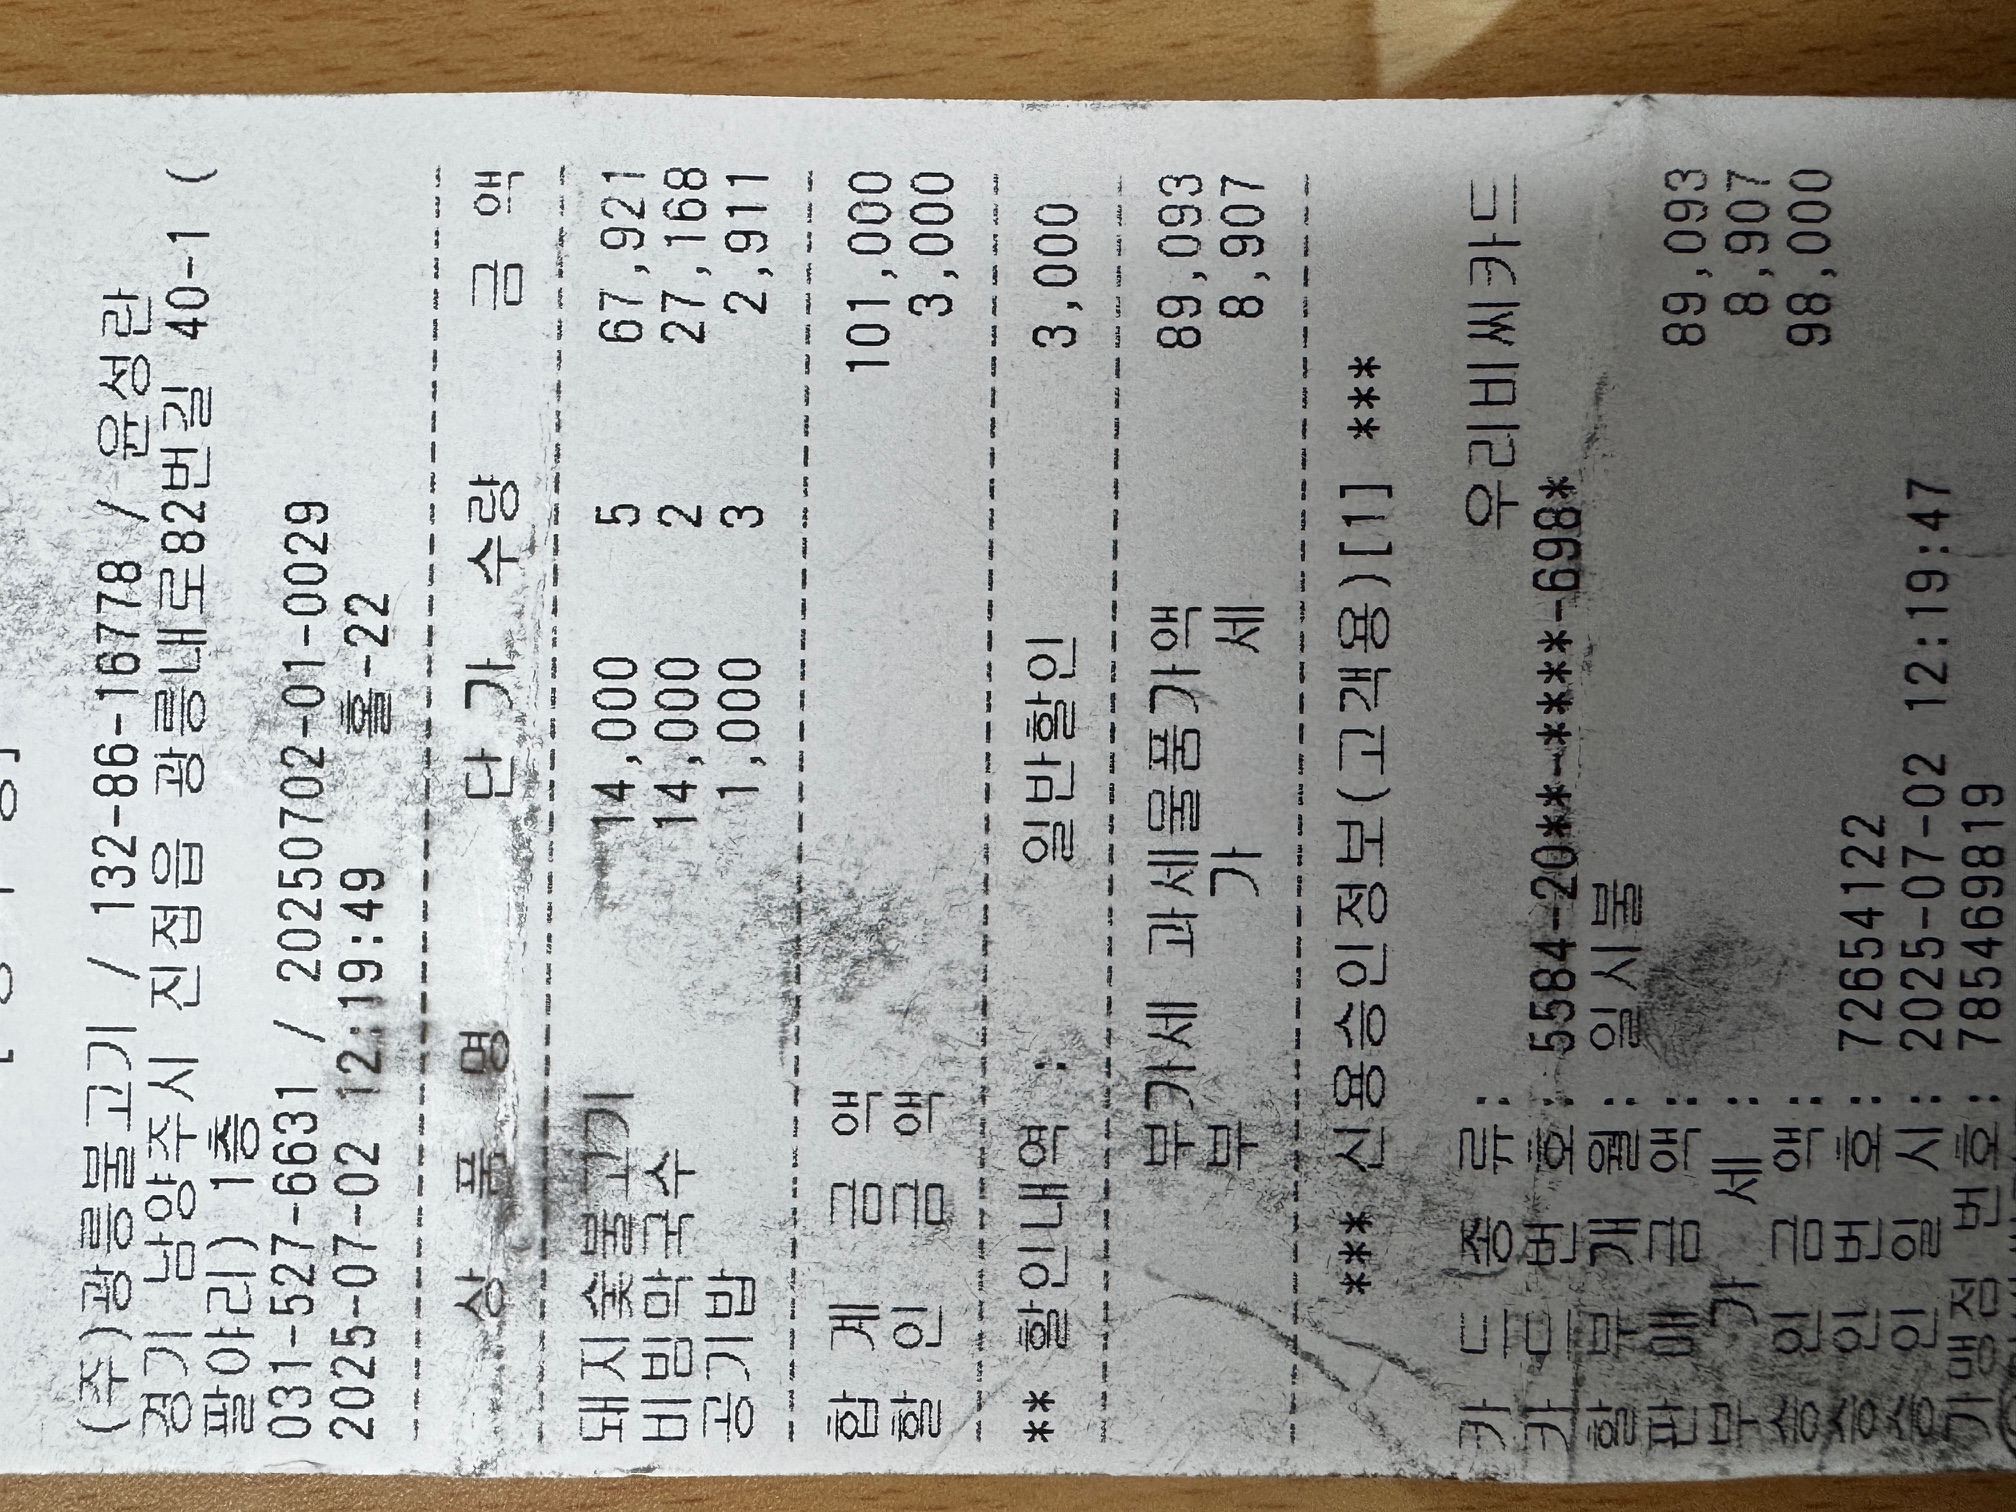 (주)광릉불고기 / 132-86-16778 / 윤성란
경기 남양주시 진접읍 광릉내로82번길 40-1 (
팔야리) 1층
031-527-6631 / 20250702-01-0029
2025-07-02 12:19:49 홀-22
상 품 명 단 가 수량 금 액
돼지숯불고기 14,000 5 67,921
비빔막국수 14,000 2 27,168
공기밥 1,000 3 2,911
합 계 금 액 101,000
할 인 금 액 3,000
** 할인내역 : 일반할인 3,000
부가세 과세물품가액 89,093
부 가 세 8,907
*** 신용승인정보(고객용)[1] ***
카 드 종 류 : 우리비씨카드
카 드 번 호 : 5584-20**-****-698*
할 부 개 월 : 일시불
판 매 금 액 : 89,093
부 가 세 8,907
승 인 금 액 : 98,000
승 인 번 호 : 72654122
승 인 일 시 : 2025-07-02 12:19:47
가맹점 번호 : 785469819